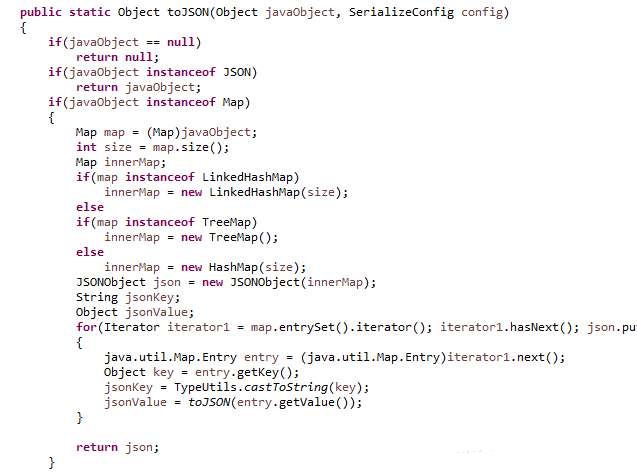 public static Object toJSON(Object javaObject, SerializeConfig config)
{
    if(javaObject == null)
        return null;
    if(javaObject instanceof JSON)
        return javaObject;
    if(javaObject instanceof Map)
    {
        Map map = (Map)javaObject;
        int size = map.size();
        Map innerMap;
        if(map instanceof LinkedHashMap)
            innerMap = new LinkedHashMap(size);
        else
        if(map instanceof TreeMap)
            innerMap = new TreeMap();
        else
            innerMap = new HashMap(size);
        JSONObject json = new JSONObject(innerMap);
        String jsonKey;
        Object jsonValue;
        for(Iterator iterator1 = map.entrySet().iterator(); iterator1.hasNext(); json.pu
        {
            java.util.Map.Entry entry = (java.util.Map.Entry)iterator1.next();
            Object key = entry.getKey();
            jsonKey = TypeUtils.castToString(key);
            jsonValue = toJSON(entry.getValue());
        }

        return json;
    }